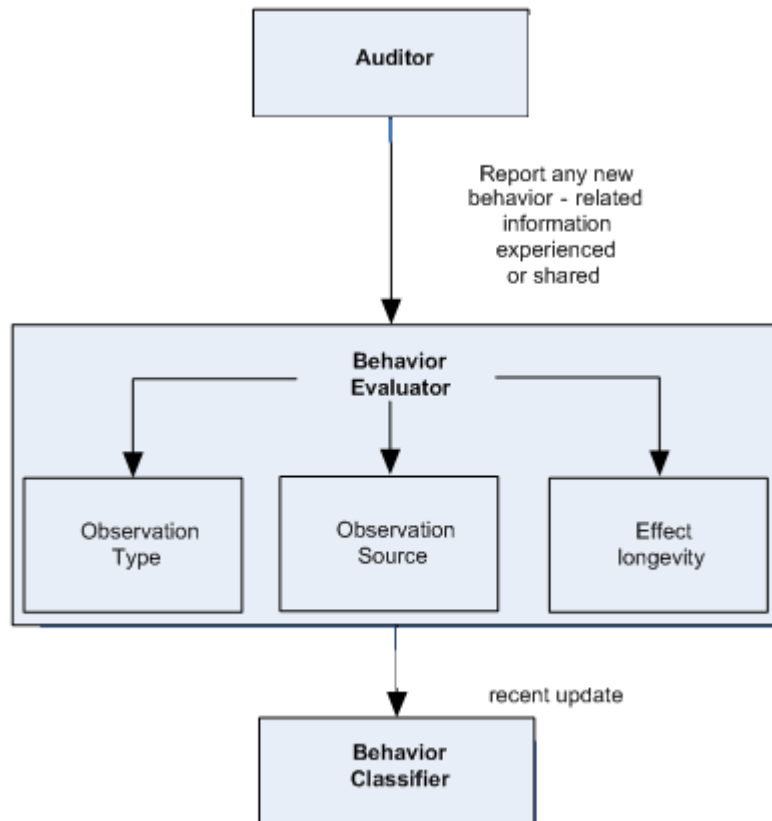 Auditor
Report any new
behavior - related
information
experienced
or shared
Behavior
Evaluator
Observation
Type
Observation
Source
Effect
longevity
recent update
Behavior
Classifier